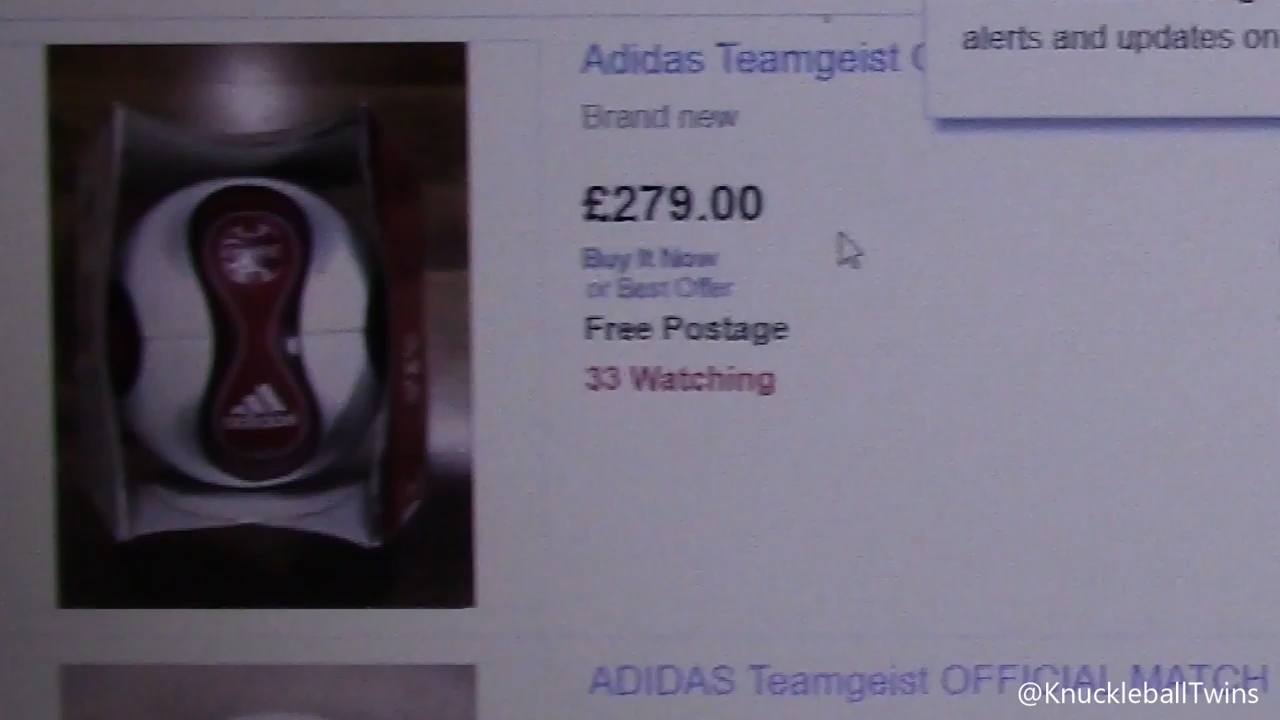 alerts and updates on
Adidas Teamgeist
Brand new
£279.00
Buy It Now
or Best Offer
Free Postage
33 Watching
adidas
ADIDAS Teamgeist OFFICIAL MATCH
@KnuckleballTwins